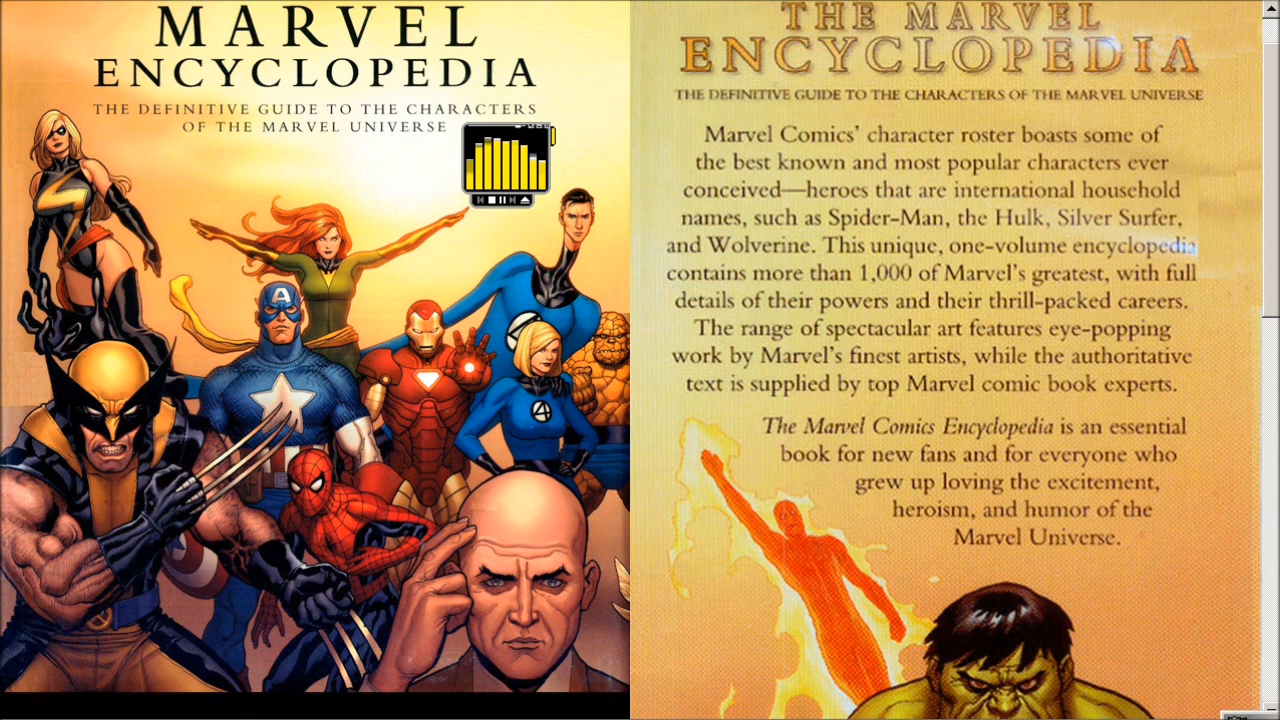 MARVEL
ENCYCLOPEDIA
THE DEFINITIVE GUIDE TO THE CHARACTERS
OF THE MARVEL UNIVERSE
A
4
THE MARVEL
ENCYCLOPEDIA
THE DEFINITIVE GUIDE TO THE CHARACTERS OF THE MARVEL UNIVERSE
Marvel Comics’ character roster boasts some of
the best known and most popular characters ever
conceived—heroes that are international household
names, such as Spider-Man, the Hulk, Silver Surfer,
and Wolverine. This unique, one-volume encyclopedia
contains more than 1,000 of Marvel’s greatest, with full
details of their powers and their thrill-packed careers.
The range of spectacular art features eye-popping
work by Marvel’s finest artists, while the authoritative
text is supplied by top Marvel comic book experts.
The Marvel Comics Encyclopedia is an essential
book for new fans and for everyone who
grew up loving the excitement,
heroism, and humor of the
Marvel Universe.